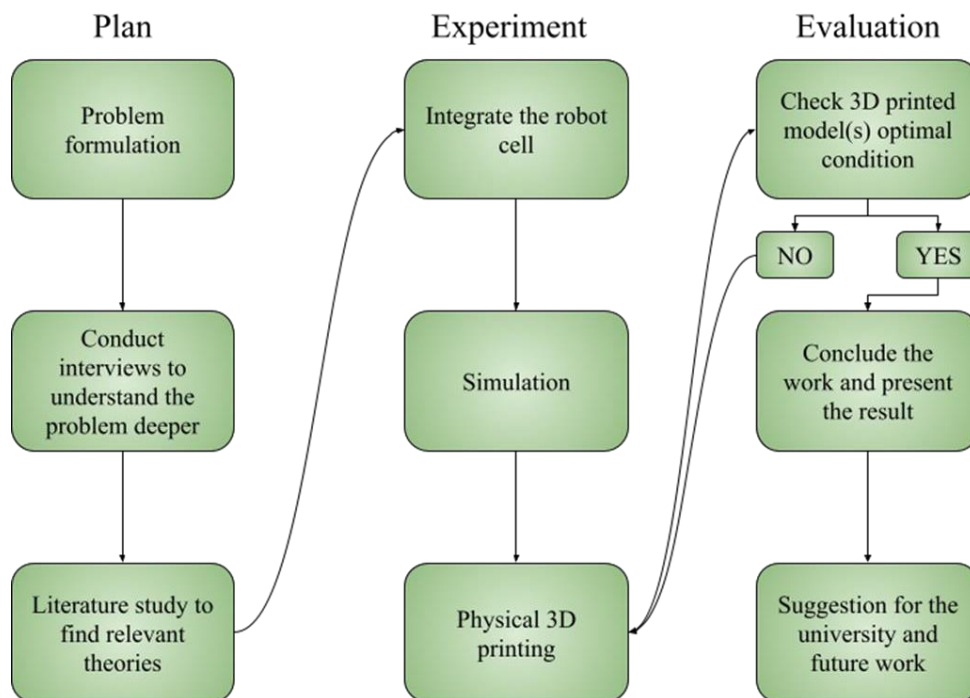 Plan
Problem
formulation
Conduct
interviews to
understand the
problem deeper
Literature study to
find relevant
theories
Experiment
Integrate the robot
cell
Simulation
Physical 3D
printing
Evaluation
Check 3D printed
model(s) optimal
condition
NO
YES
Conclude the
work and present
the result
Suggestion for the
university and
future work